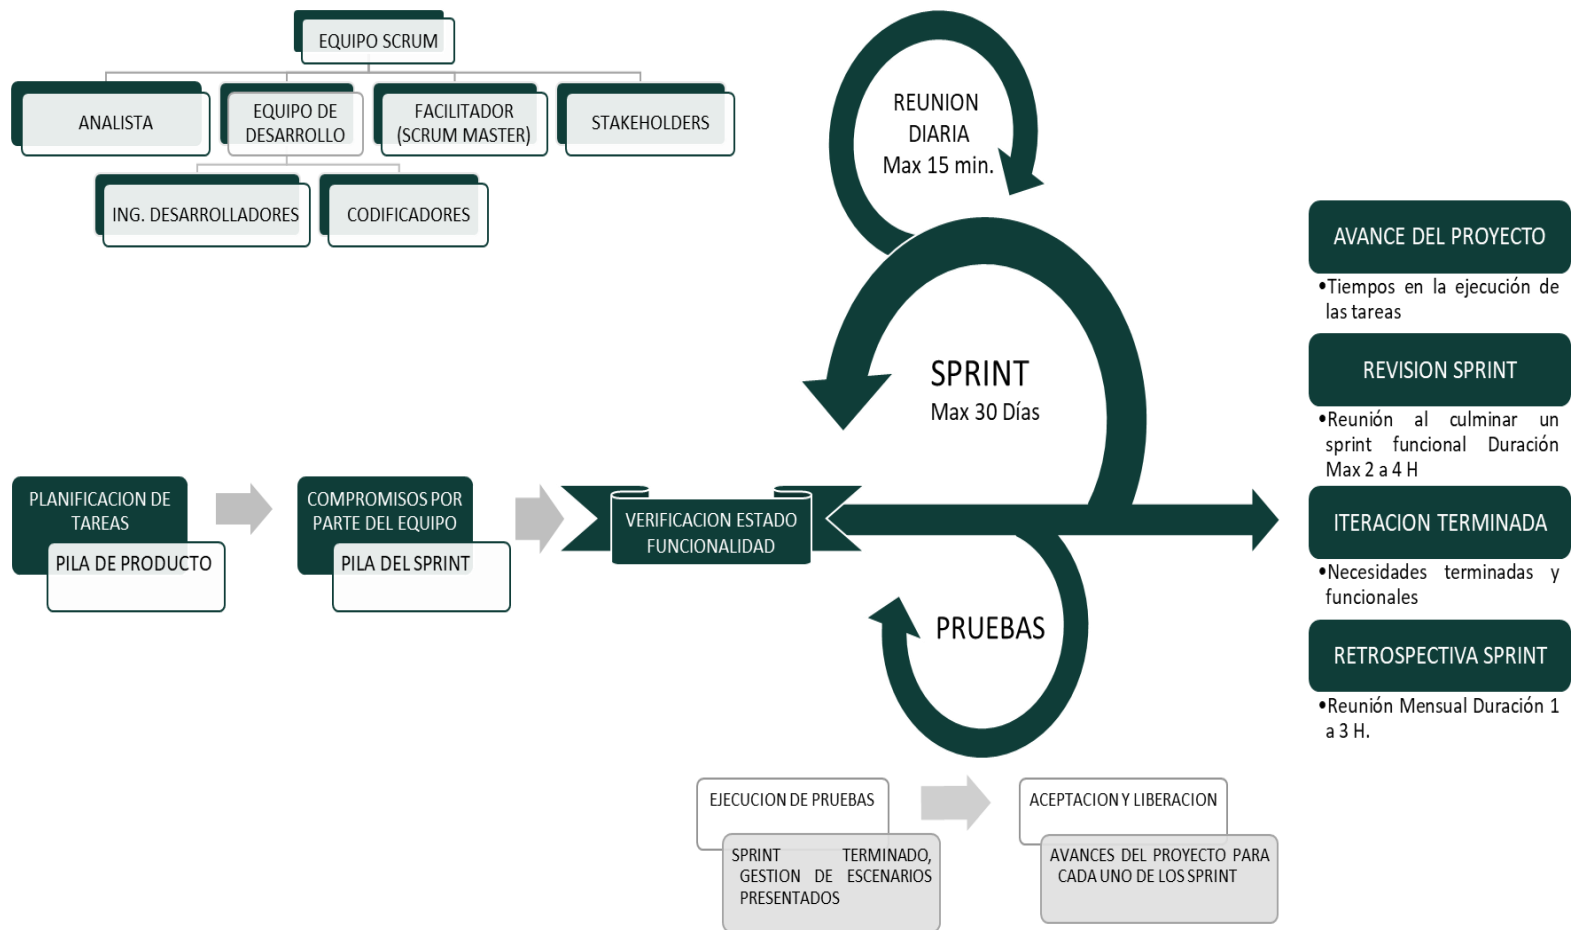 EQUIPO SCRUM
ANALISTA
EQUIPO DE
DESARROLLO
FACILITADOR
(SCRUM MASTER)
STAKEHOLDERS
ING. DESARROLLADORES
CODIFICADORES
REUNION
DIARIA
Max 15 min.
SPRINT
Max 30 Días
PLANIFICACION DE
TAREAS
PILA DE PRODUCTO
COMPROMISOS POR
PARTE DEL EQUIPO
PILA DEL SPRINT
VERIFICACION ESTADO
FUNCIONALIDAD
PRUEBAS
EJECUCION DE PRUEBAS
SPRINT TERMINADO,
GESTION DE ESCENARIOS
PRESENTADOS
ACEPTACION Y LIBERACION
AVANCES DEL PROYECTO PARA
CADA UNO DE LOS SPRINT
AVANCE DEL PROYECTO
•Tiempos en la ejecución de
las tareas
REVISION SPRINT
•Reunión al culminar un
sprint funcional Duración
Max 2 a 4 H
ITERACION TERMINADA
•Necesidades terminadas y
funcionales
RETROSPECTIVA SPRINT
•Reunión Mensual Duración 1
a 3 H.